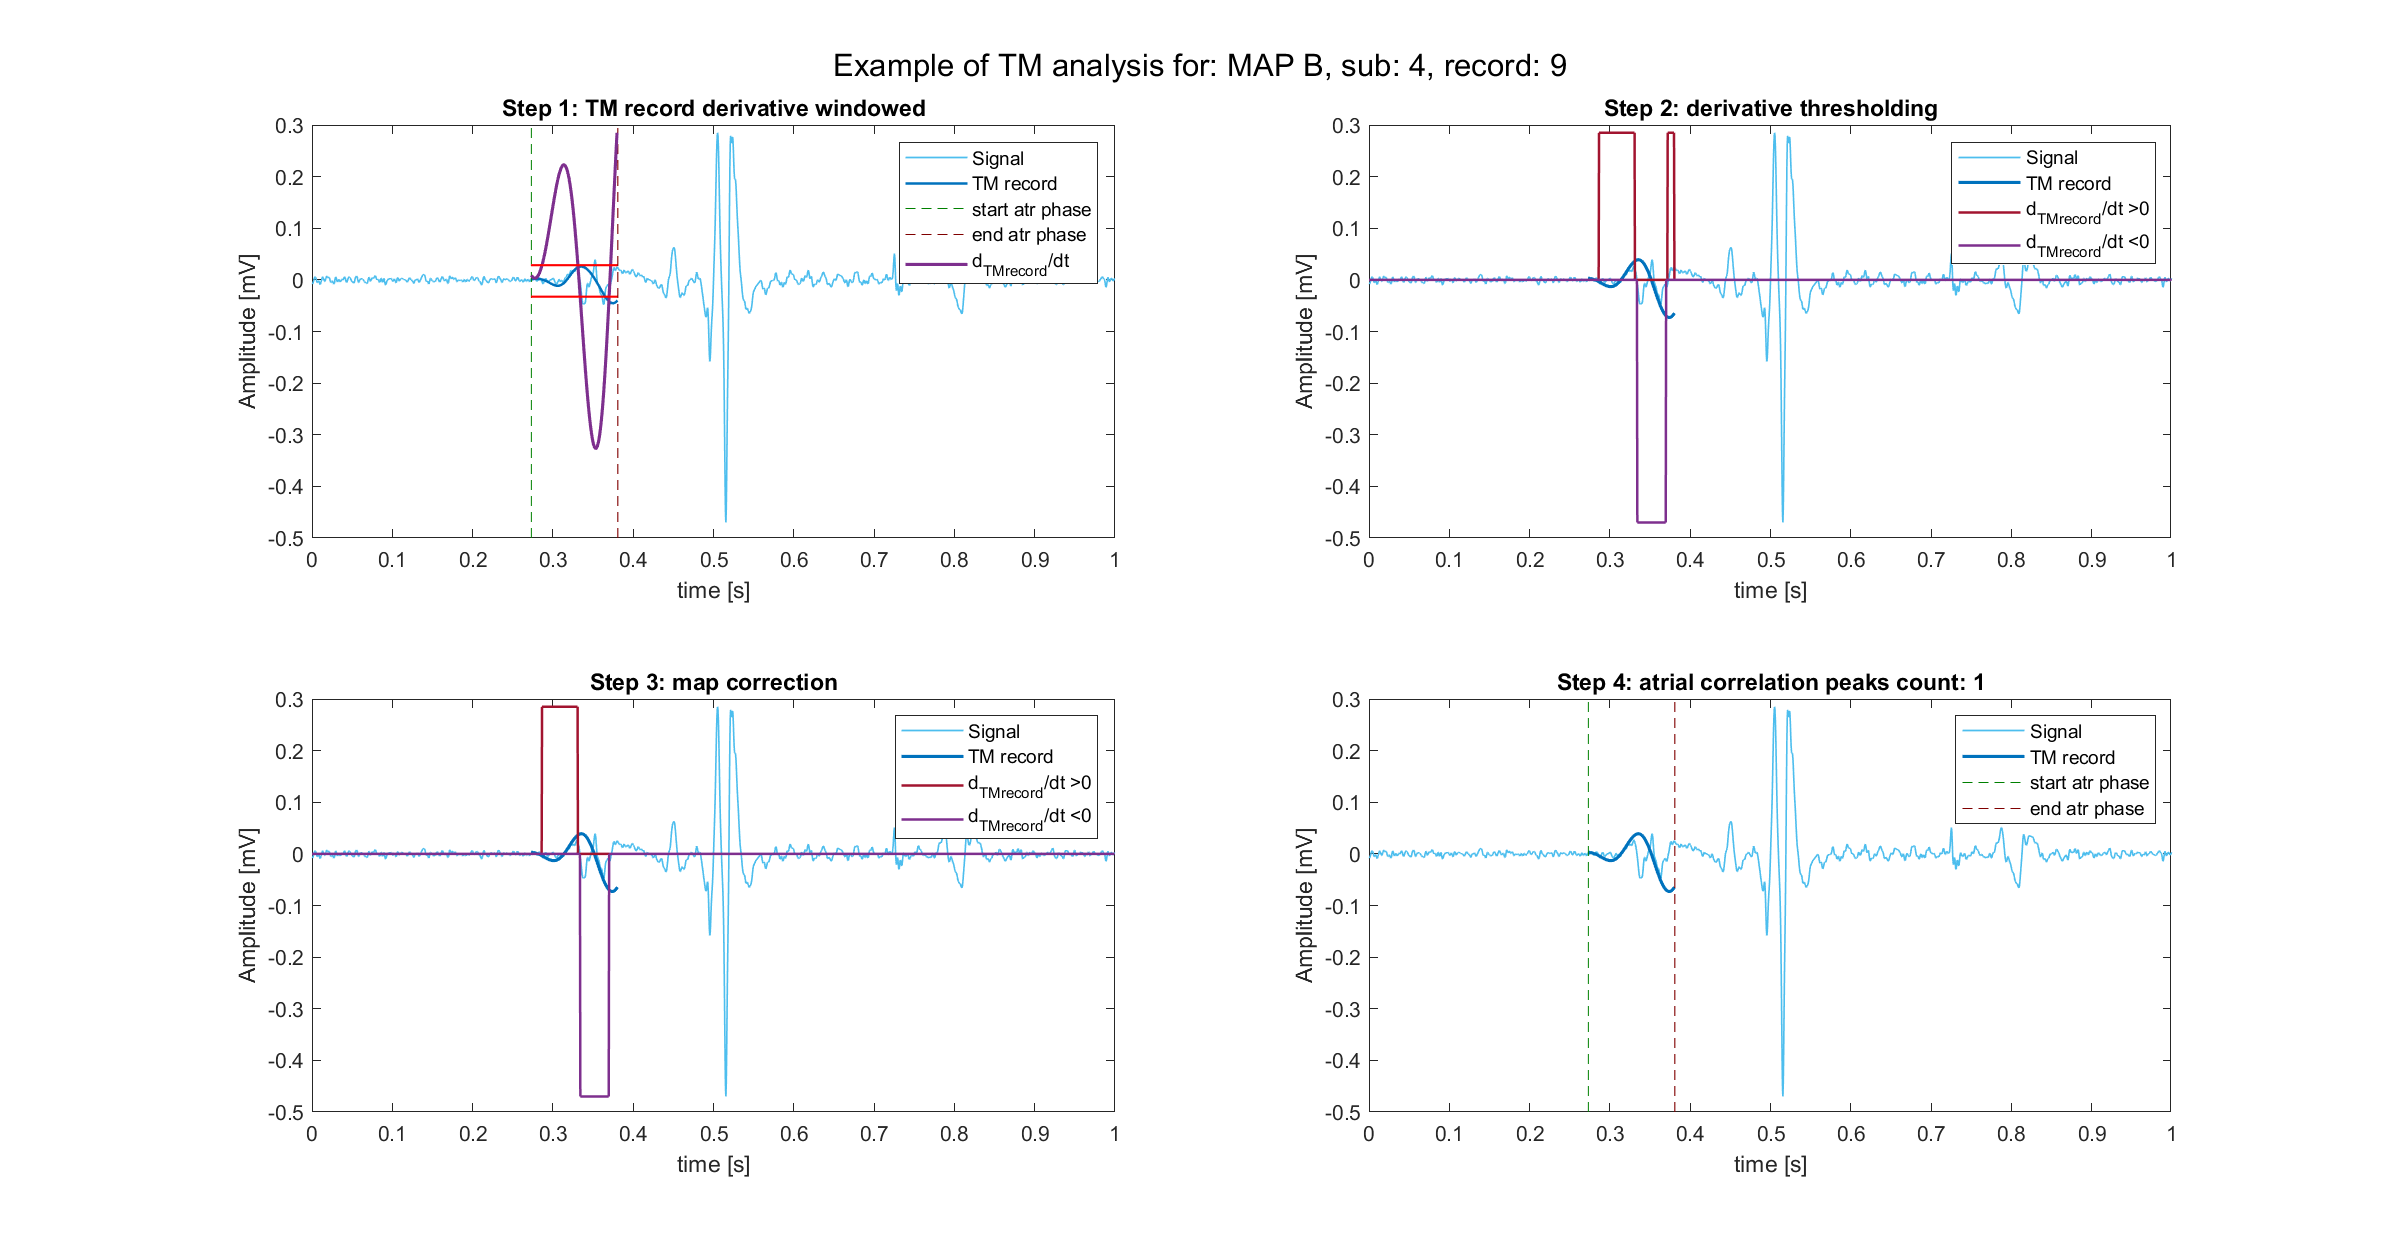 Example of TM analysis for: MAP B, sub: 4, record: 9
Step 1: TM record derivative windowed
0.3
0.2
0.1
0
-0.1
-0.2
-0.3
-0.4
-0.5
Amplitude [mV]
Signal
TM record
start atr phase
end atr phase
d_TMrecord/dt
0 0.1 0.2 0.3 0.4 0.5 0.6 0.7 0.8 0.9 1
time [s]
Step 2: derivative thresholding
0.3
0.2
0.1
0
-0.1
-0.2
-0.3
-0.4
-0.5
Amplitude [mV]
Signal
TM record
d_TMrecord/dt >0
d_TMrecord/dt <0
0 0.1 0.2 0.3 0.4 0.5 0.6 0.7 0.8 0.9 1
time [s]
Step 3: map correction
0.3
0.2
0.1
0
-0.1
-0.2
-0.3
-0.4
-0.5
Amplitude [mV]
Signal
TM record
d_TMrecord/dt >0
d_TMrecord/dt <0
0 0.1 0.2 0.3 0.4 0.5 0.6 0.7 0.8 0.9 1
time [s]
Step 4: atrial correlation peaks count: 1
0.3
0.2
0.1
0
-0.1
-0.2
-0.3
-0.4
-0.5
Amplitude [mV]
Signal
TM record
start atr phase
end atr phase
0 0.1 0.2 0.3 0.4 0.5 0.6 0.7 0.8 0.9 1
time [s]